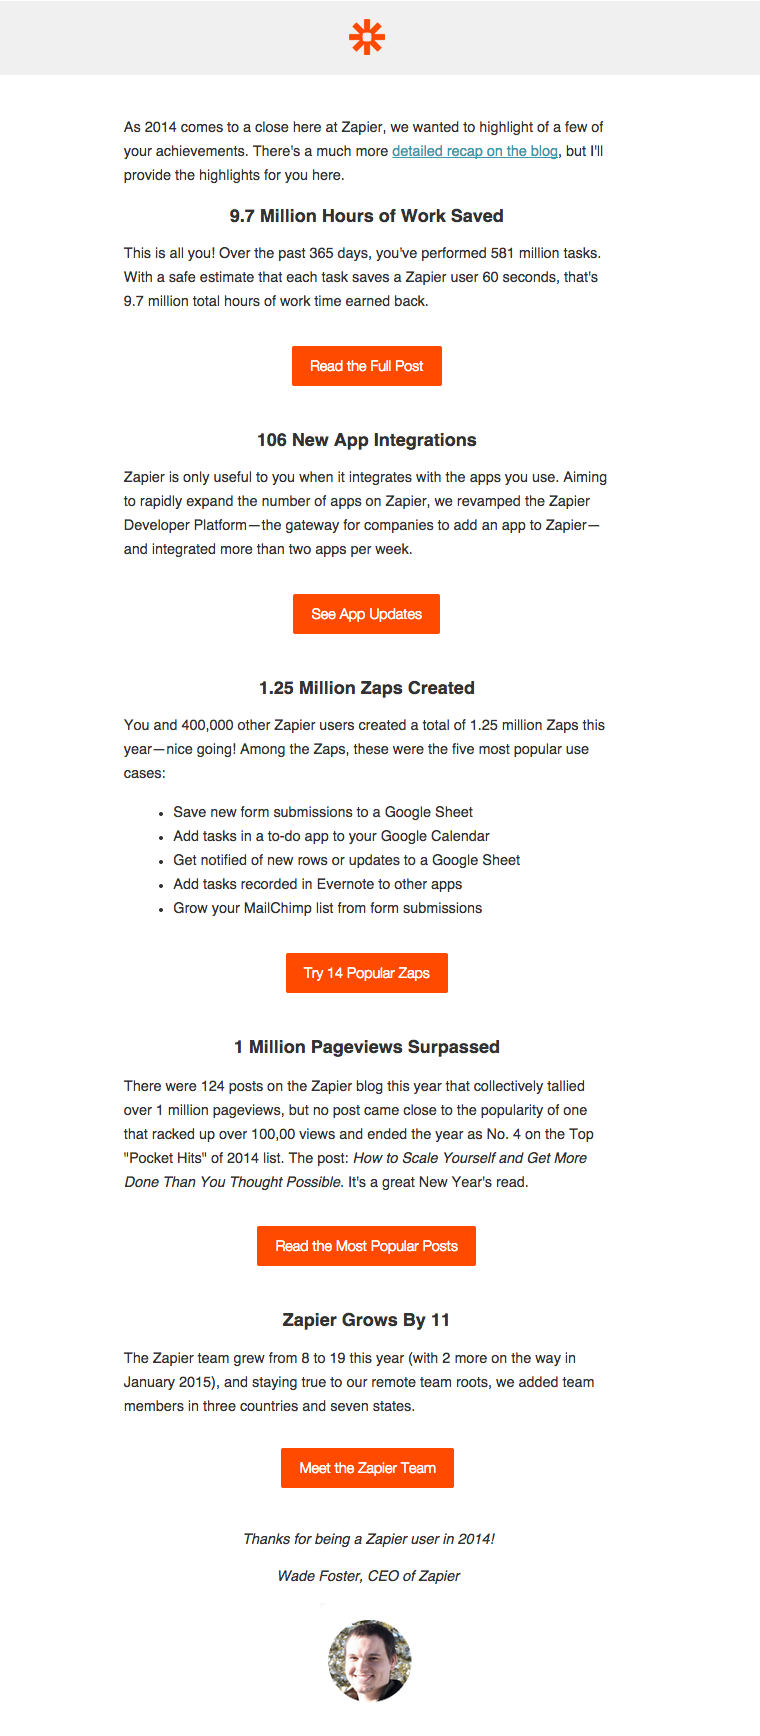 As 2014 comes to a close here at Zapier, we wanted to highlight of a few of
your achievements. There's a much more detailed recap on the blog, but I'll
provide the highlights for you here.
9.7 Million Hours of Work Saved
This is all you! Over the past 365 days, you've performed 581 million tasks.
With a safe estimate that each task saves a Zapier user 60 seconds, that's
9.7 million total hours of work time earned back.
Read the Full Post
106 New App Integrations
Zapier is only useful to you when it integrates with the apps you use. Aiming
to rapidly expand the number of apps on Zapier, we revamped the Zapier
Developer Platform—the gateway for companies to add an app to Zapier—
and integrated more than two apps per week.
See App Updates
1.25 Million Zaps Created
You and 400,000 other Zapier users created a total of 1.25 million Zaps this
year—nice going! Among the Zaps, these were the five most popular use
cases:
• Save new form submissions to a Google Sheet
• Add tasks in a to-do app to your Google Calendar
• Get notified of new rows or updates to a Google Sheet
• Add tasks recorded in Evernote to other apps
• Grow your MailChimp list from form submissions
Try 14 Popular Zaps
1 Million Pageviews Surpassed
There were 124 posts on the Zapier blog this year that collectively tallied
over 1 million pageviews, but no post came close to the popularity of one
that racked up over 100,00 views and ended the year as No. 4 on the Top
"Pocket Hits" of 2014 list. The post: How to Scale Yourself and Get More
Done Than You Thought Possible. It's a great New Year's read.
Read the Most Popular Posts
Zapier Grows By 11
The Zapier team grew from 8 to 19 this year (with 2 more on the way in
January 2015), and staying true to our remote team roots, we added team
members in three countries and seven states.
Meet the Zapier Team
Thanks for being a Zapier user in 2014!
Wade Foster, CEO of Zapier